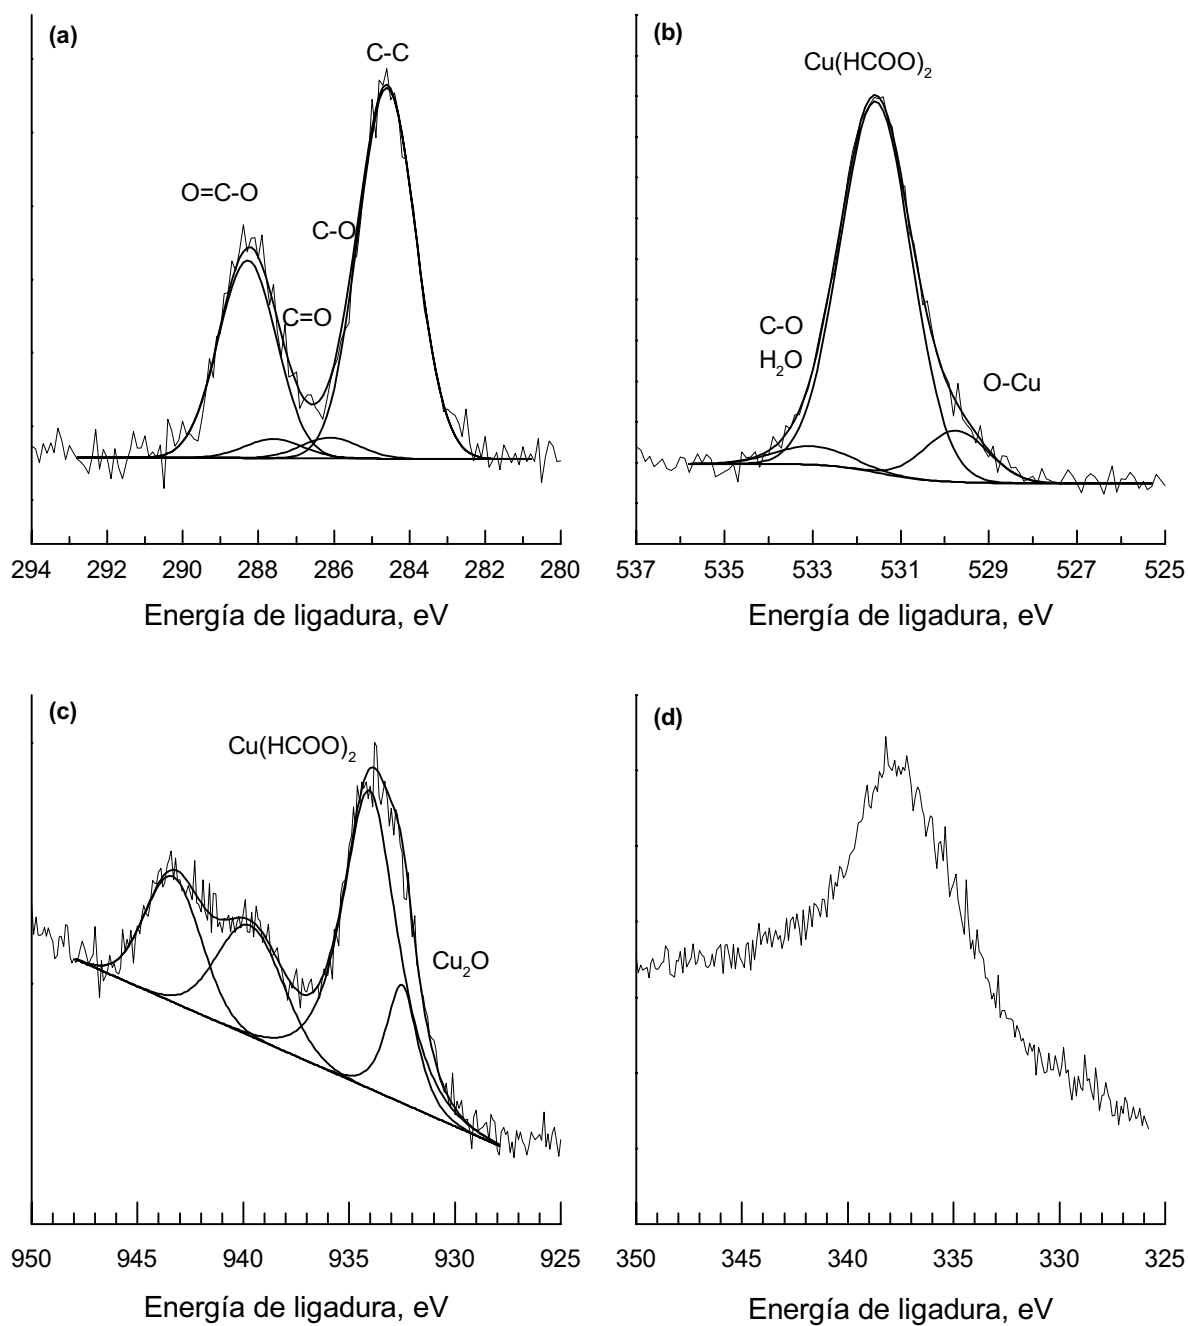 (a)
C-C
O=C-O
C-O
C=O
294 292 290 288 286 284 282 280
Energía de ligadura, eV
(b)
Cu(HCOO)₂
C-O
H₂O
O-Cu
537 535 533 531 529 527 525
Energía de ligadura, eV
(c)
Cu(HCOO)₂
Cu₂O
950 945 940 935 930 925
Energía de ligadura, eV
(d)
350 345 340 335 330 325
Energía de ligadura, eV